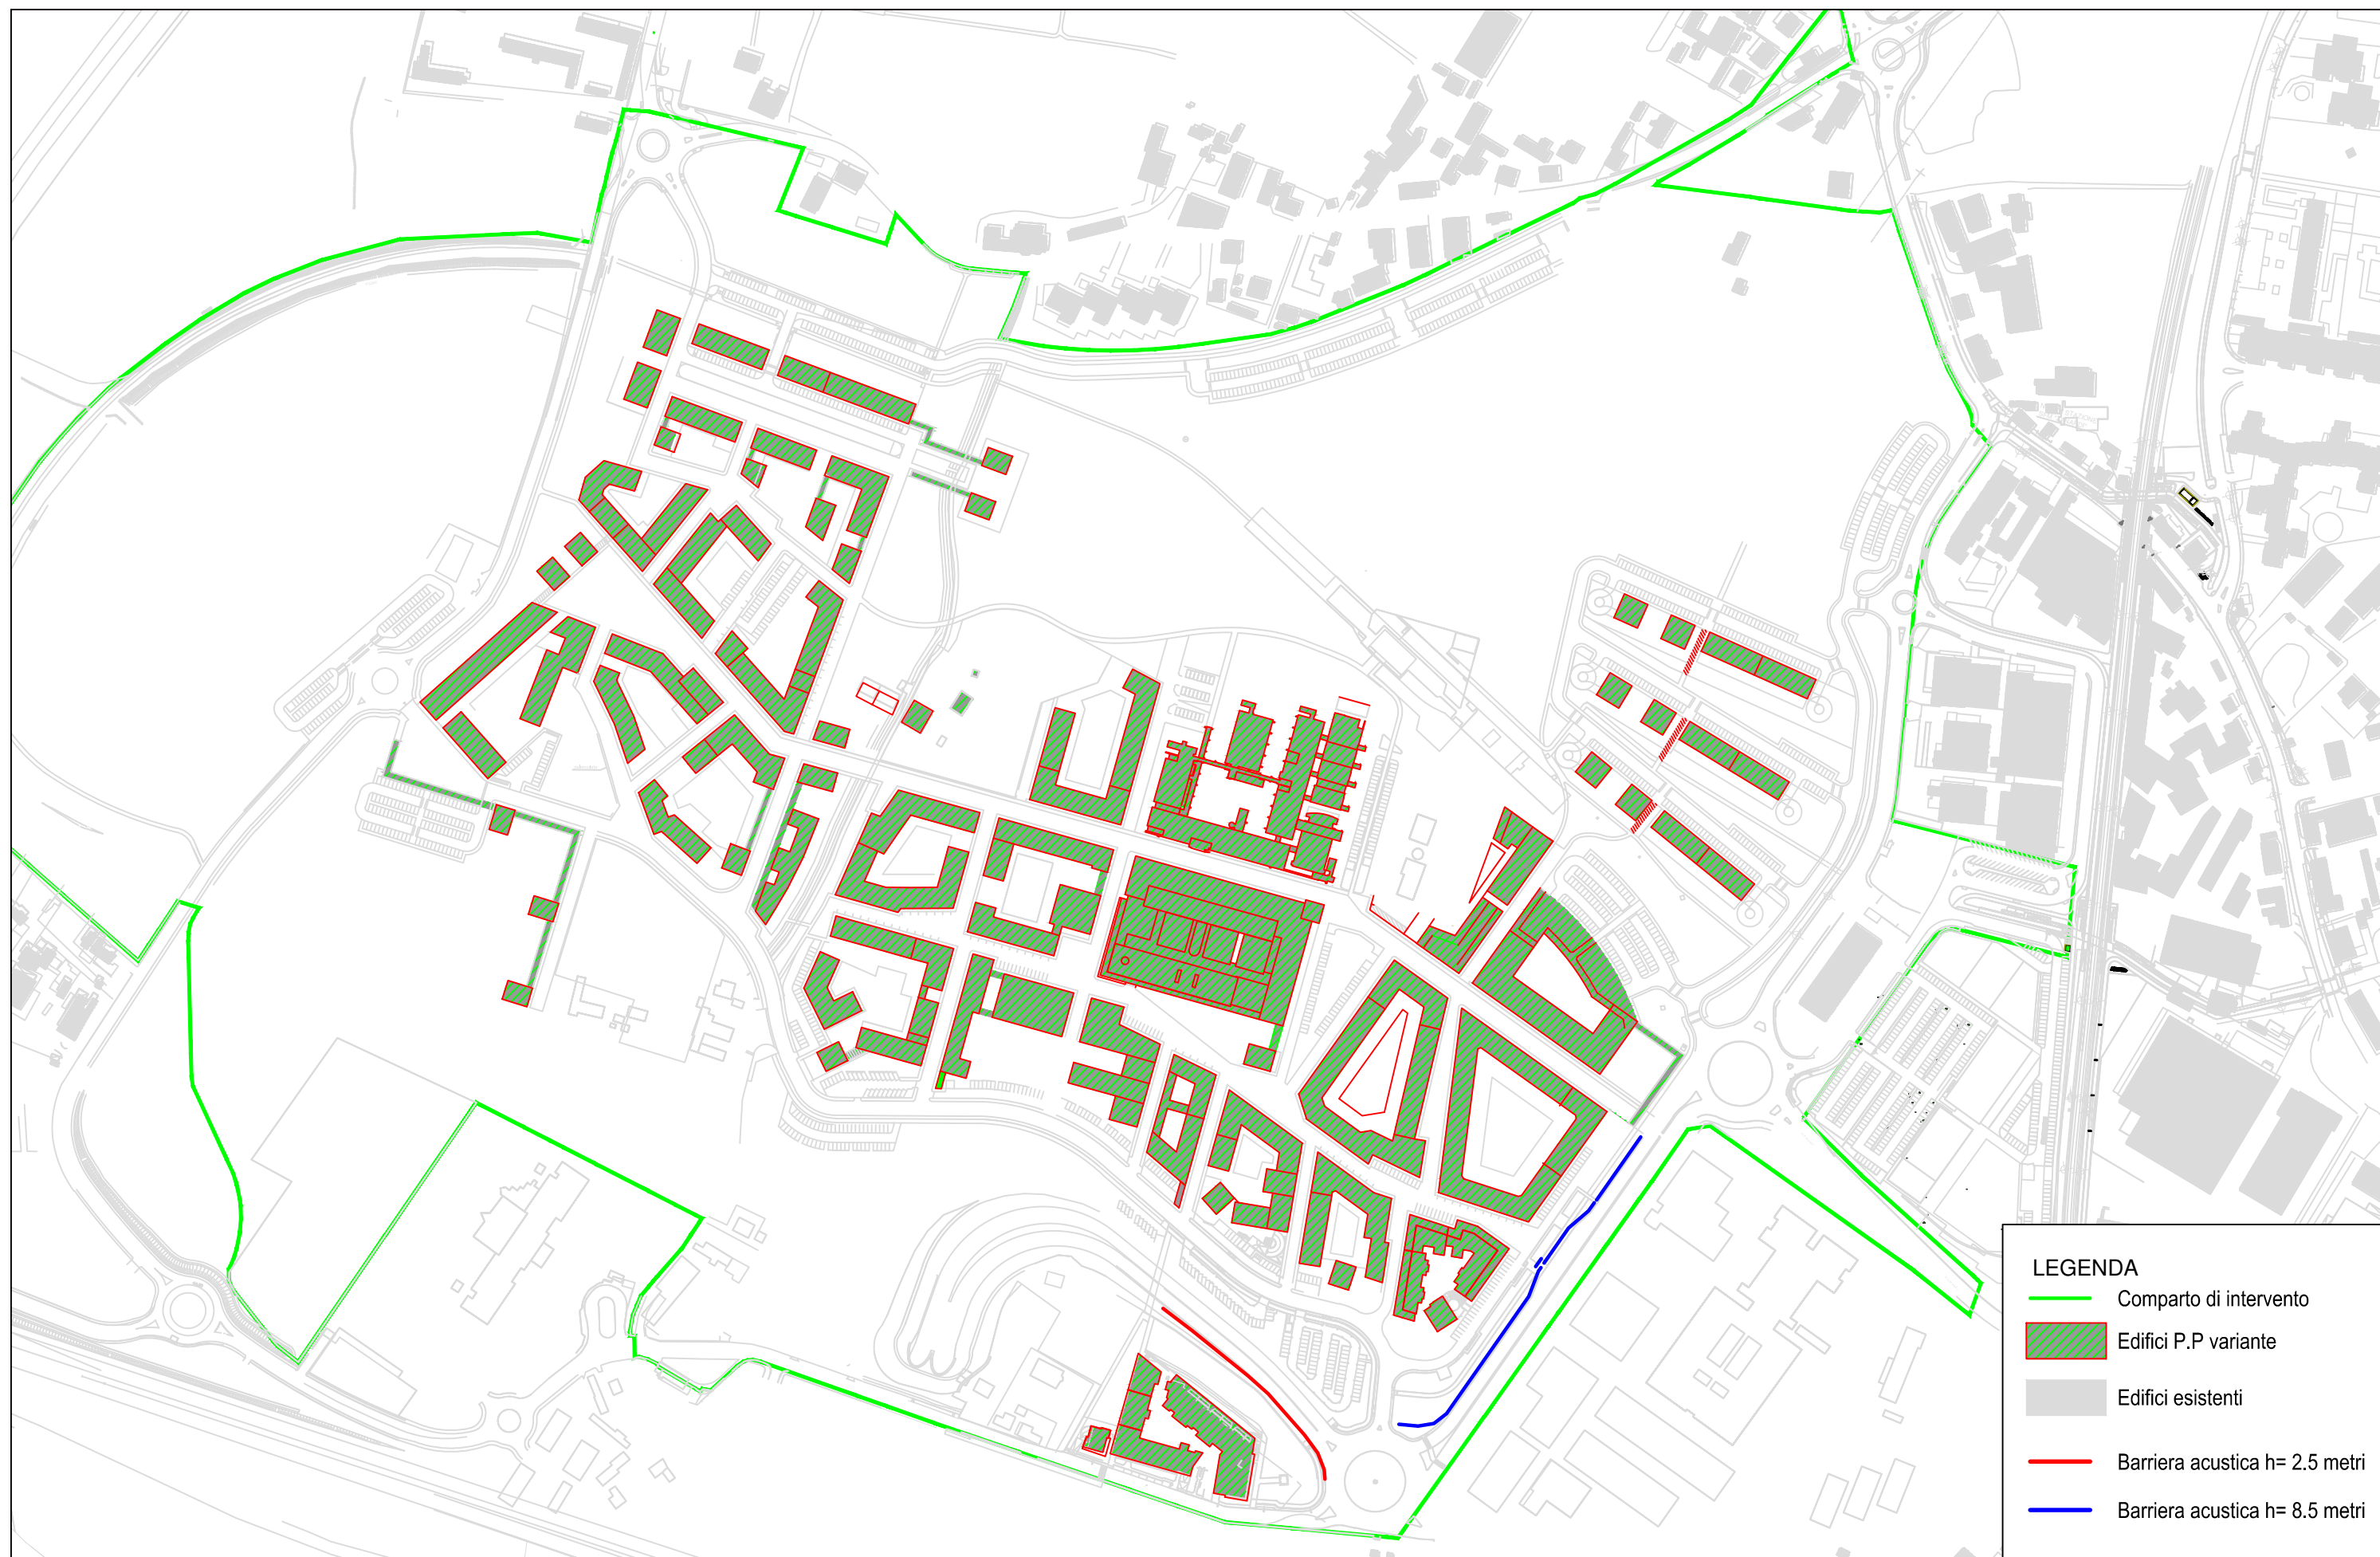 LEGENDA
Comparto di intervento
Edifici P.P variante
Edifici esistenti
Barriera acustica h= 2.5 metri
Barriera acustica h= 8.5 metri